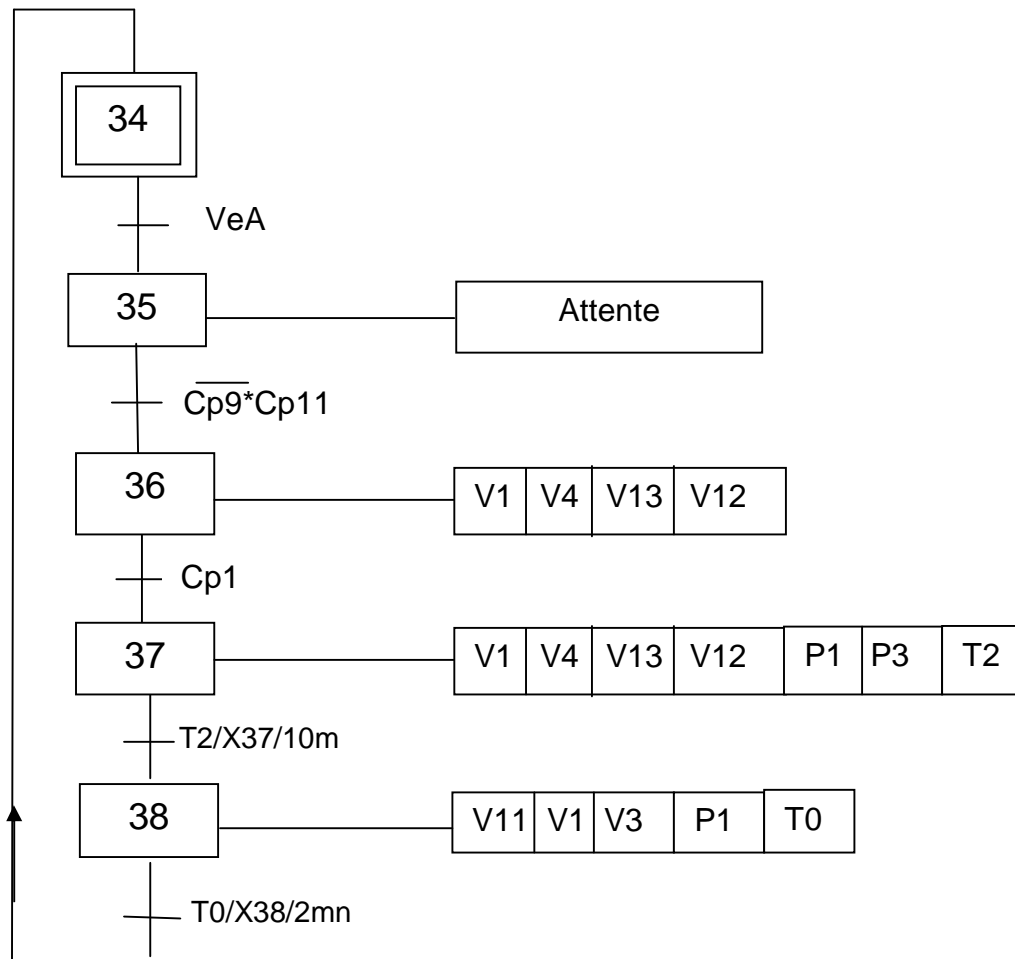 34
VeA
35 Attente
C̅p̅9̅*Cp11
36 V1 V4 V13 V12
Cp1
37 V1 V4 V13 V12 P1 P3 T2
T2/X37/10m
38 V11 V1 V3 P1 T0
T0/X38/2mn